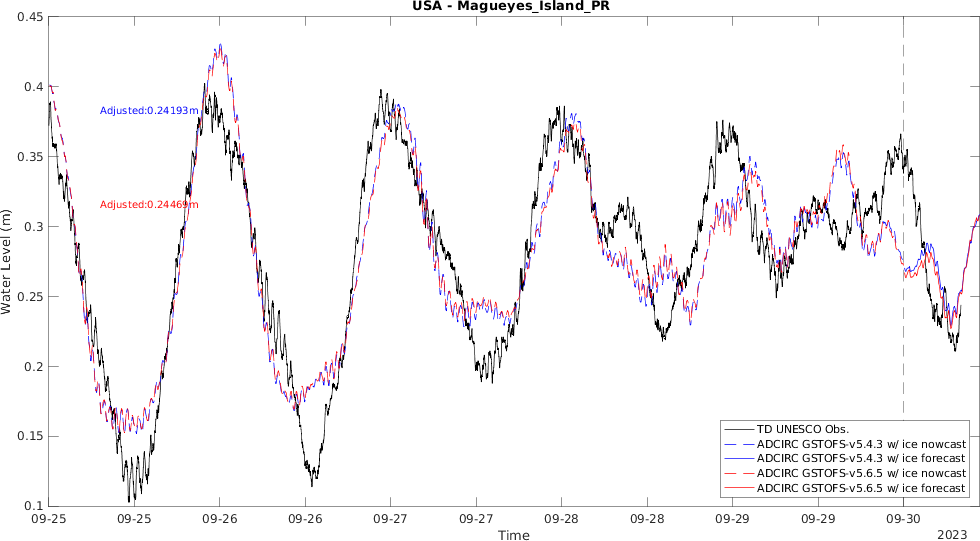 USA - Magueyes_Island_PR
0.45
0.4
0.35
0.3
0.25
0.2
0.15
0.1
Water Level (m)
Adjusted:0.24193m
Adjusted:0.24469m
TD UNESCO Obs.
ADCIRC GSTOFS-v5.4.3 w/ ice nowcast
ADCIRC GSTOFS-v5.4.3 w/ ice forecast
ADCIRC GSTOFS-v5.6.5 w/ ice nowcast
ADCIRC GSTOFS-v5.6.5 w/ ice forecast
09-25 09-25 09-26 09-26 09-27 09-27 09-28 09-28 09-29 09-29 09-30
Time
2023